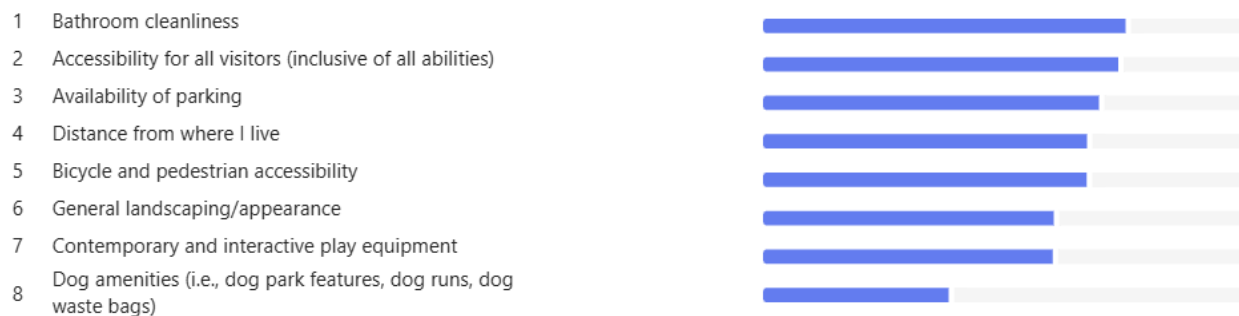 1 Bathroom cleanliness
2 Accessibility for all visitors (inclusive of all abilities)
3 Availability of parking
4 Distance from where I live
5 Bicycle and pedestrian accessibility
6 General landscaping/appearance
7 Contemporary and interactive play equipment
8 Dog amenities (i.e., dog park features, dog runs, dog
waste bags)